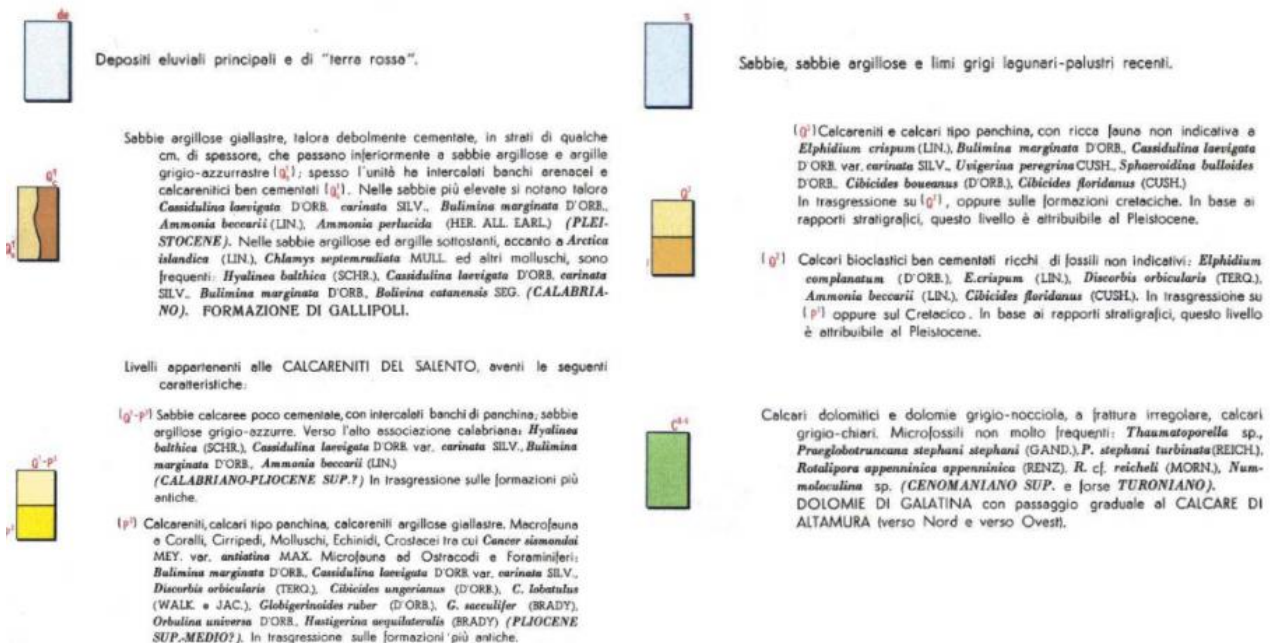 de
Depositi eluviali principali e di "terra rossa".
Sabbie argillose giallastre, talora debolmente cementate, in strati di qualche
cm. di spessore, che passano inferiormente a sabbie argillose e argille
grigio-azzurrastre; spesso l'unità ha intercalati banchi arenacei e
calcarenitici ben cementati. Nelle sabbie più elevate si notano talora
Cassidulina laevigata D'ORB. carinata SILV., Bulimina marginata D'ORB.,
Ammonia beccarii (LIN.), Ammonia perlucida (HER. ALL. EARL.) (PLEI-
STOCENE). Nelle sabbie argillose ed argille sottostanti, accanto a Arctica
islandica (LIN.), Chlamys septemradiata MULL. ed altri molluschi, sono
frequenti: Hyalinea balthica (SCHR.), Cassidulina laevigata D'ORB. carinata
SILV., Bulimina marginata D'ORB., Bolivina catanensis SEG. (CALABRIA-
NO). FORMAZIONE DI GALLIPOLI.
Livelli appartenenti alle CALCARENITI DEL SALENTO, aventi le seguenti
caratteristiche:
Q¹-P³
(Q¹-P³) Sabbie calcaree poco cementate, con intercalati banchi di panchina; sabbie
argillose grigio-azzurre. Verso l'alto associazione calabriana: Hyalinea
balthica (SCHR.), Cassidulina laevigata D'ORB. var. carinata SILV., Bulimina
marginata D'ORB., Ammonia beccarii (LIN.)
(CALABRIANO-PLIOCENE SUP.?) In trasgressione sulle formazioni più
antiche.
(P³) Calcareniti, calcari tipo panchina, calcareniti argillose giallastre. Macrofauna
a Coralli, Cirripedi, Molluschi, Echinidi, Crostacei tra cui Cancer sismondai
MEY. var. antiatina MAX. Microfauna ad Ostracodi e Foraminiferi:
Bulimina marginata D'ORB., Cassidulina laevigata D'ORB. var. carinata SILV.,
Discorbis orbicularis (TERQ.), Cibicides ungerianus (D'ORB.), C. lobatulus
(WALK. e JAC.), Globigerinoides ruber (D'ORB.), G. sacculifer (BRADY),
Orbulina universa D'ORB., Hastigerina aequilateralis (BRADY) (PLIOCENE
SUP.-MEDIO?). In trasgressione sulle formazioni più antiche.
s
Sabbie, sabbie argillose e limi grigi lagunari-palustri recenti.
Calcareniti e calcari tipo panchina, con ricca fauna non indicativa a
Elphidium crispum (LIN.), Bulimina marginata D'ORB., Cassidulina laevigata
D'ORB. var. carinata SILV., Uvigerina peregrina CUSH., Sphaeroidina bulloides
D'ORB., Cibicides boueanus (D'ORB.), Cibicides floridanus (CUSH.)
In trasgressione su, oppure sulle formazioni cretaciche. In base ai
rapporti stratigrafici, questo livello è attribuibile al Pleistocene.
Calcari bioclastici ben cementati ricchi di fossili non indicativi: Elphidium
complanatum (D'ORB.), E. crispum (LIN.), Discorbis orbicularis (TERQ.),
Ammonia beccarii (LIN.), Cibicides floridanus (CUSH.). In trasgressione su
(P³) oppure sul Cretacico. In base ai rapporti stratigrafici, questo livello
è attribuibile al Pleistocene.
Calcari dolomitici e dolomie grigio-nocciola, a frattura irregolare, calcari
grigio-chiari. Microfossili non molto frequenti: Thaumatoporella sp.,
Praeglobotruncana stephani stephani (GAND.), P. stephani turbinata (REICH.),
Rotalipora appenninica appenninica (RENZ), R. cf. reicheli (MORN.), Num-
moloculina sp. (CENOMANIANO SUP. e forse TURONIANO).
DOLOMIE DI GALATINA con passaggio graduale al CALCARE DI
ALTAMURA (verso Nord e verso Ovest).